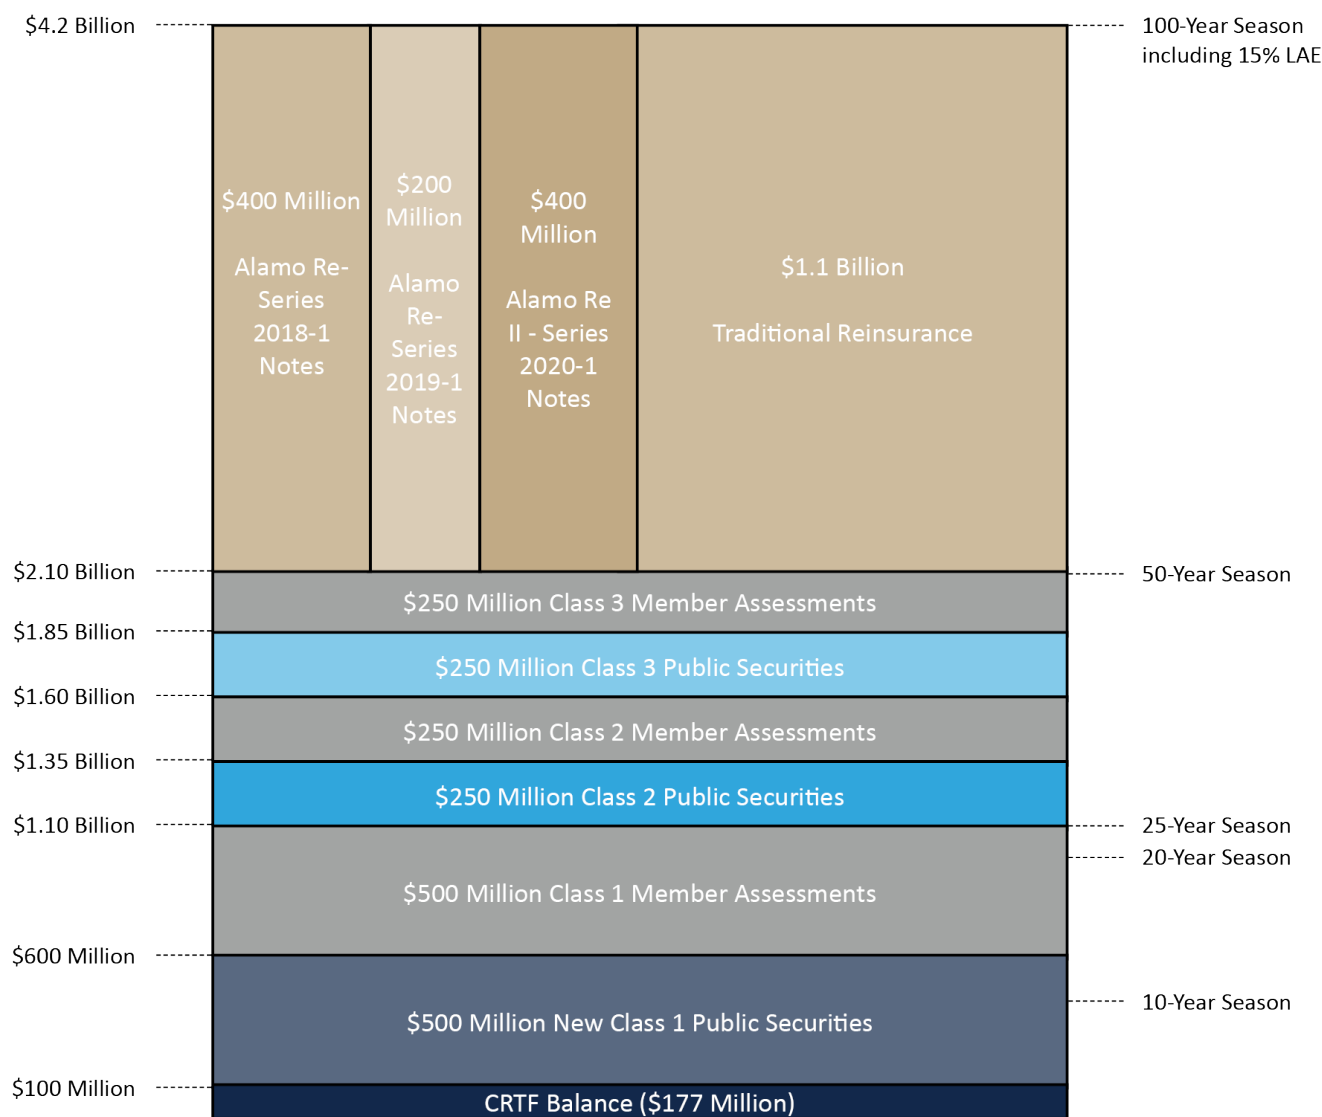 $4.2 Billion
100-Year Season
including 15% LAE
$400 Million
Alamo Re-
Series
2018-1
Notes
$200
Million
Alamo
Re-
Series
2019-1
Notes
$400
Million
Alamo Re
II - Series
2020-1
Notes
$1.1 Billion
Traditional Reinsurance
$2.10 Billion
50-Year Season
$250 Million Class 3 Member Assessments
$1.85 Billion
$250 Million Class 3 Public Securities
$1.60 Billion
$250 Million Class 2 Member Assessments
$1.35 Billion
$250 Million Class 2 Public Securities
$1.10 Billion
25-Year Season
20-Year Season
$500 Million Class 1 Member Assessments
$600 Million
10-Year Season
$500 Million New Class 1 Public Securities
$100 Million
CRTF Balance ($177 Million)